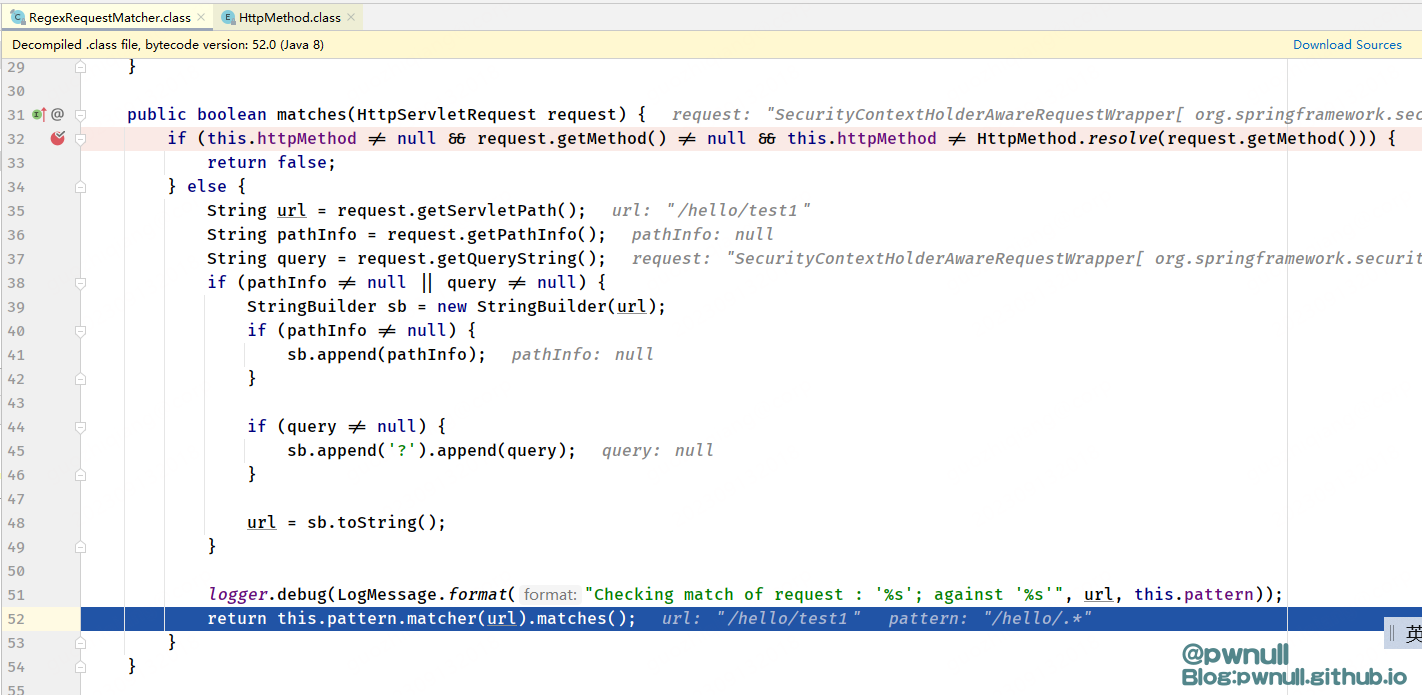 RegexRequestMatcher.class HttpMethod.class
Decompiled .class file, bytecode version: 52.0 (Java 8) Download Sources
29 }
30
31 public boolean matches(HttpServletRequest request) { request: "SecurityContextHolderAwareRequestWrapper[ org.springframework.sec
32 if (this.httpMethod ≠ null && request.getMethod() ≠ null && this.httpMethod ≠ HttpMethod.resolve(request.getMethod())) {
33 return false;
34 } else {
35 String url = request.getServletPath(); url: "/hello/test1"
36 String pathInfo = request.getPathInfo(); pathInfo: null
37 String query = request.getQueryString(); request: "SecurityContextHolderAwareRequestWrapper[ org.springframework.securit
38 if (pathInfo ≠ null || query ≠ null) {
39 StringBuilder sb = new StringBuilder(url);
40 if (pathInfo ≠ null) {
41 sb.append(pathInfo); pathInfo: null
42 }
43
44 if (query ≠ null) {
45 sb.append('?').append(query); query: null
46 }
47
48 url = sb.toString();
49 }
50
51 logger.debug(LogMessage.format( format: "Checking match of request : '%s'; against '%s'", url, this.pattern));
52 return this.pattern.matcher(url).matches(); url: "/hello/test1" pattern: "/hello/.*"
53 }
54 }
55
英
@pwnull
Blog:pwnull.github.io